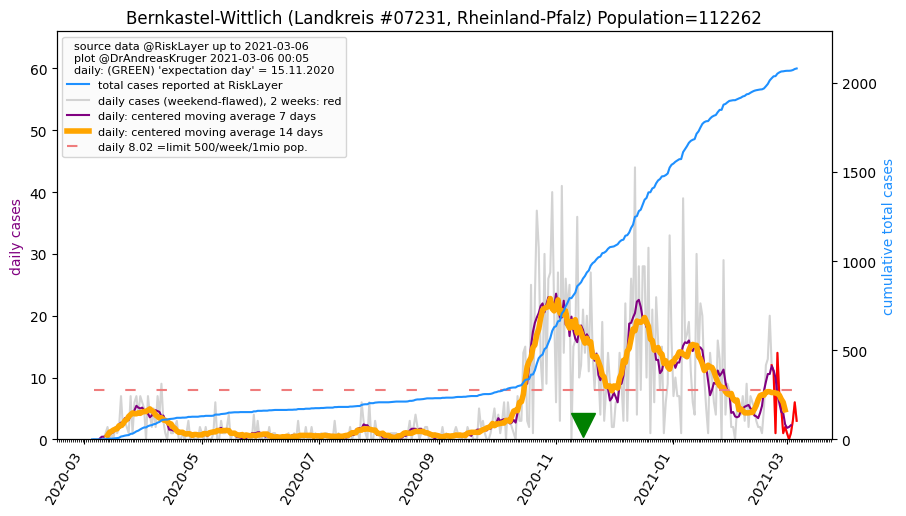 Bernkastel-Wittlich (Landkreis #07231, Rheinland-Pfalz) Population=112262
source data @RiskLayer up to 2021-03-06
plot @DrAndreasKruger 2021-03-06 00:05
daily: (GREEN) 'expectation day' = 15.11.2020
total cases reported at RiskLayer
daily cases (weekend-flawed), 2 weeks: red
daily: centered moving average 7 days
daily: centered moving average 14 days
daily 8.02 =limit 500/week/1mio pop.
daily cases
60
50
40
30
20
10
0
cumulative total cases
2000
1500
1000
500
0
2020-03
2020-05
2020-07
2020-09
2020-11
2021-01
2021-03